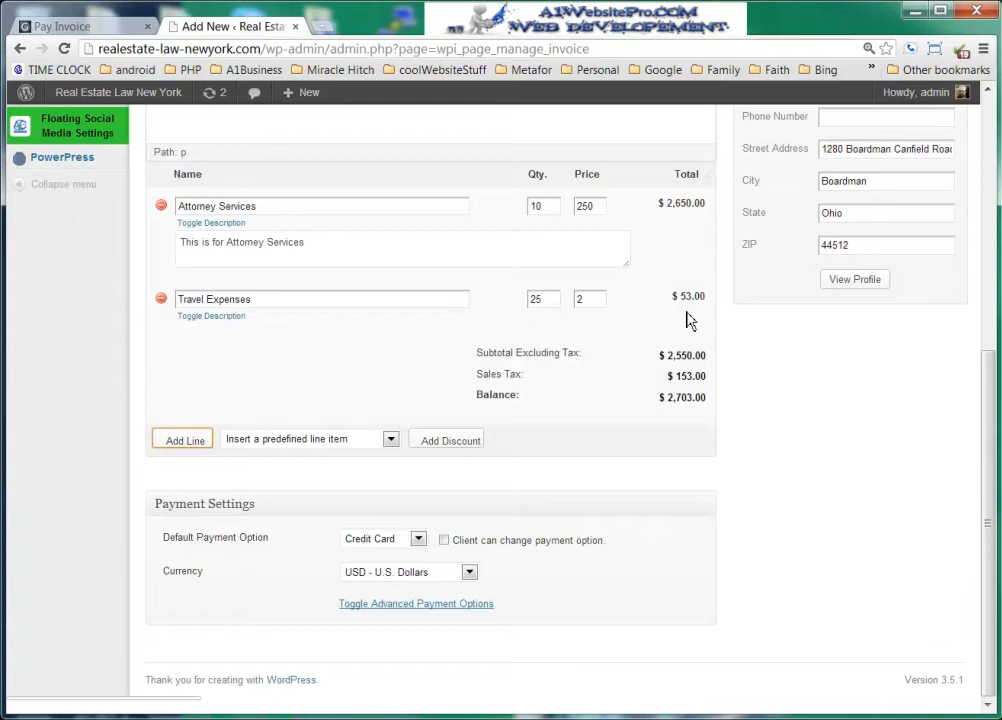 Pay Invoice
Add New ‹ Real Esta
A1WebsitePro.COM
WEB DEVELOPEMENT
realestate-law-newyork.com/wp-admin/admin.php?page=wpi_page_manage_invoice
TIME CLOCK android PHP A1Business Miracle Hitch coolWebsiteStuff Metafor Personal Google Family Faith Bing » Other bookmarks
Real Estate Law New York 2 + New Howdy, admin
Floating Social
Media Settings
PowerPress
Collapse menu
Path: p
Name Qty. Price Total
Attorney Services 10 250 $ 2,650.00
Toggle Description
This is for Attorney Services
Travel Expenses 25 2 $ 53.00
Toggle Description
Subtotal Excluding Tax: $ 2,550.00
Sales Tax: $ 153.00
Balance: $ 2,703.00
Add Line Insert a predefined line item Add Discount
Payment Settings
Default Payment Option Credit Card Client can change payment option.
Currency USD - U.S. Dollars
Toggle Advanced Payment Options
Phone Number
Street Address 1280 Boardman Canfield Road
City Boardman
State Ohio
ZIP 44512
View Profile
Thank you for creating with WordPress. Version 3.5.1